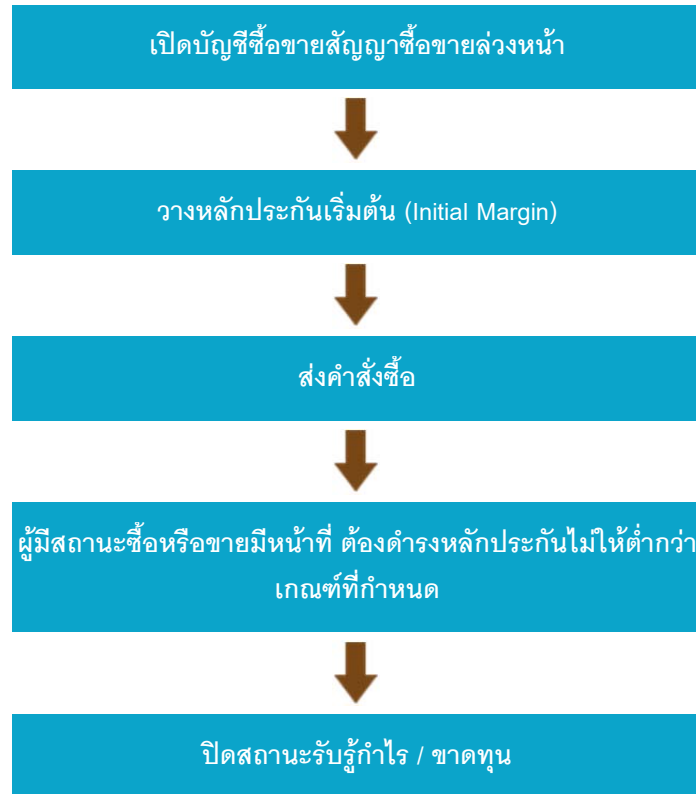 เปิดบัญชีซื้อขายสัญญาซื้อขายล่วงหน้า
วางหลักประกันเริ่มต้น (Initial Margin)
ส่งคำสั่งซื้อ
ผู้มีสถานะซื้อหรือขายมีหน้าที่ ต้องดำรงหลักประกันไม่ให้ต่ำกว่า
เกณฑ์ที่กำหนด
ปิดสถานะรับรู้กำไร / ขาดทุน